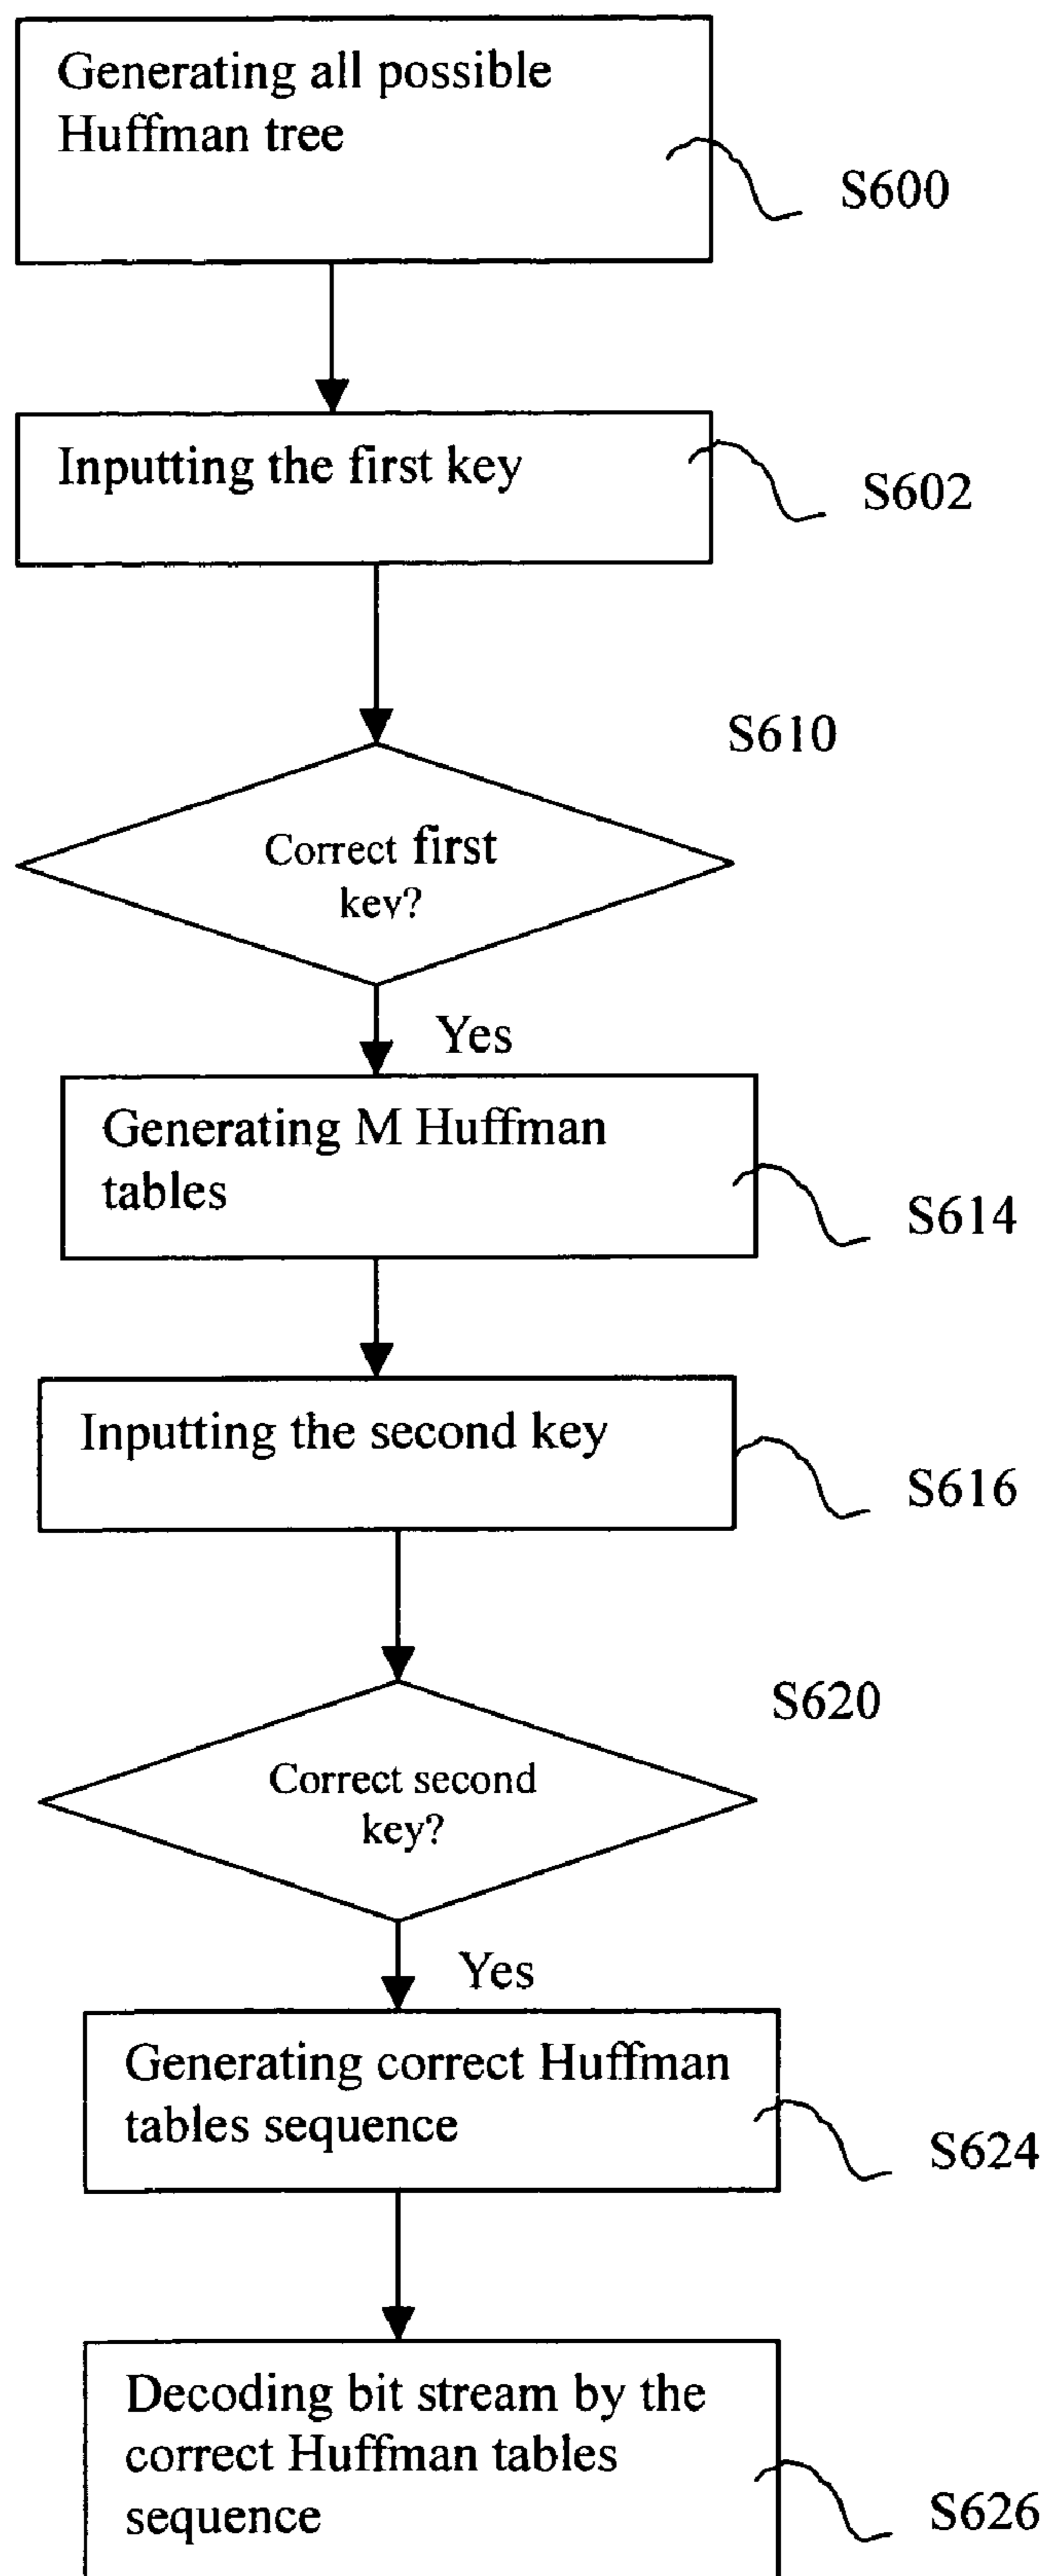 Generating all possible
Huffman tree
S600
Inputting the first key
S602
S610
Correct first
key?
Yes
Generating M Huffman
tables
S614
Inputting the second key
S616
S620
Correct second
key?
Yes
Generating correct Huffman
tables sequence
S624
Decoding bit stream by the
correct Huffman tables
sequence
S626